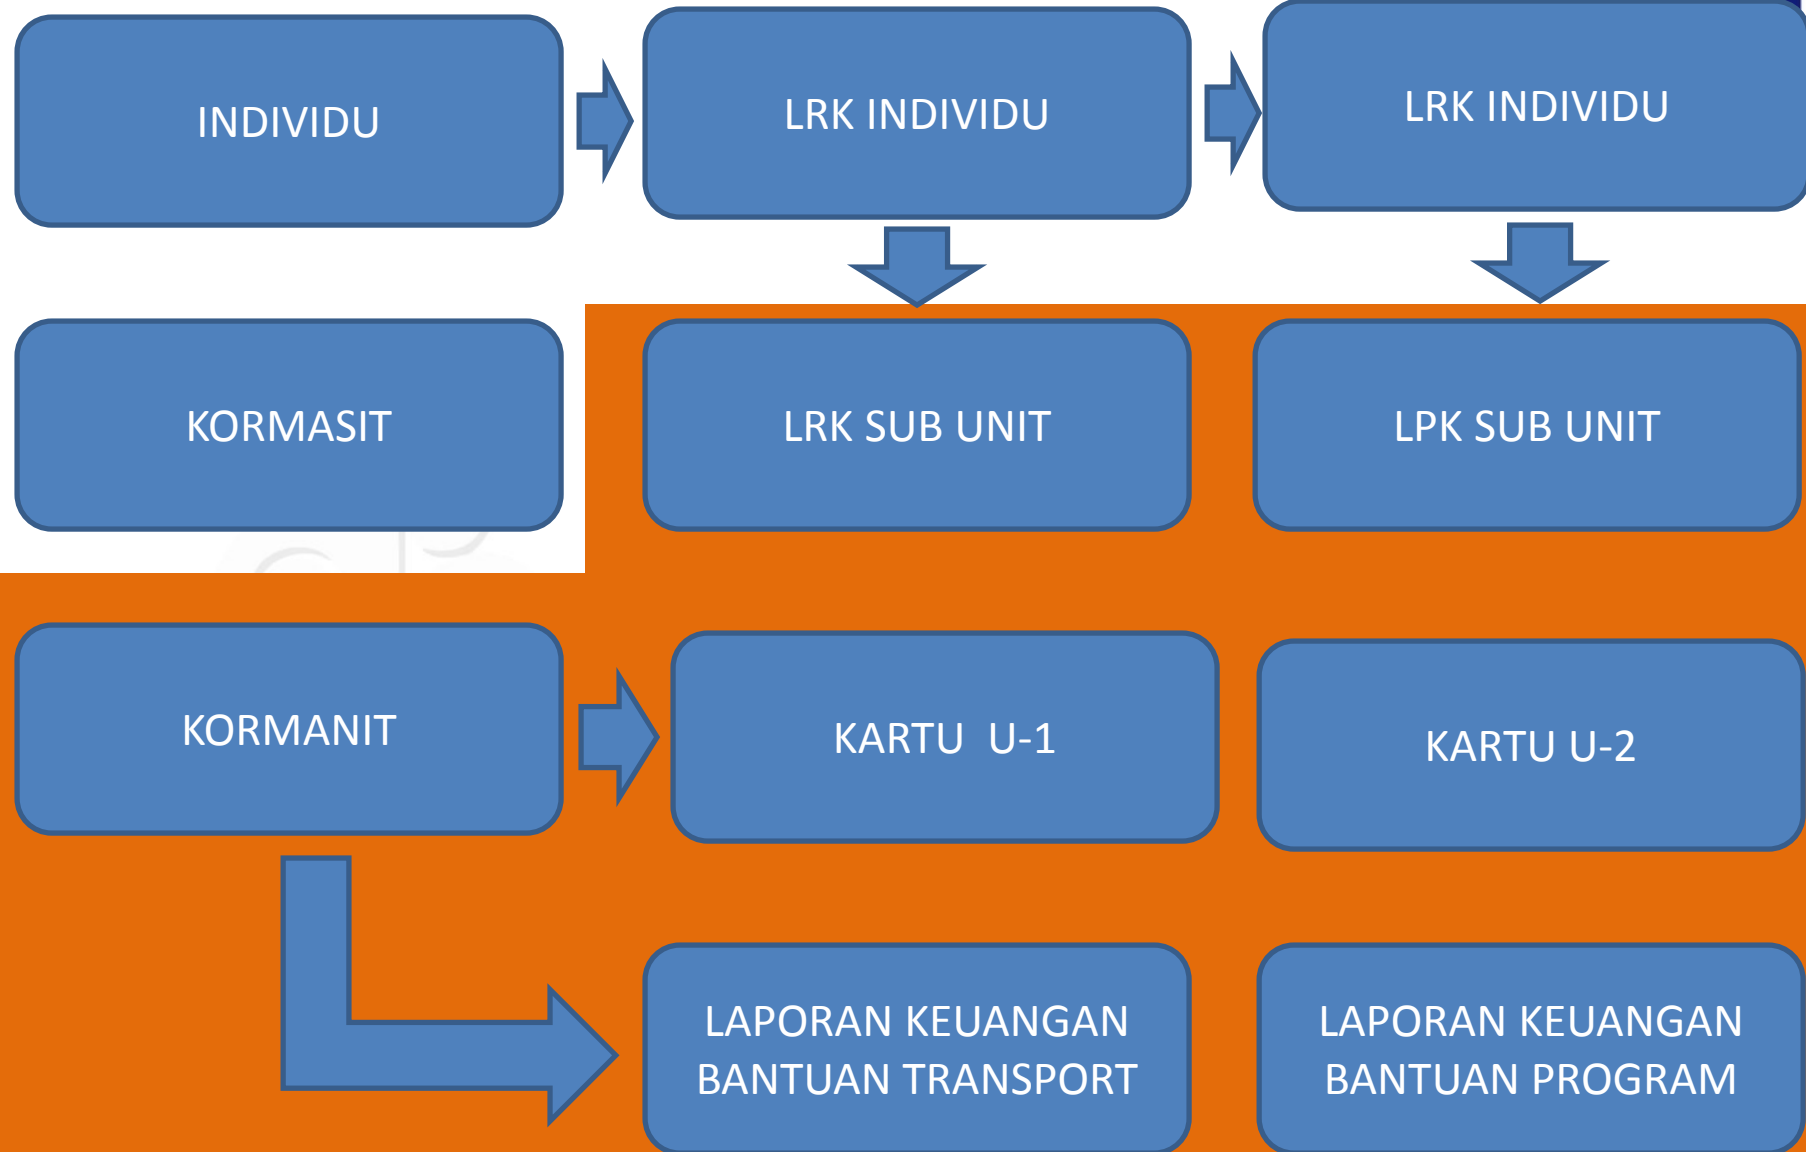 INDIVIDU
LRK INDIVIDU
LRK INDIVIDU
KORMASIT
LRK SUB UNIT
LPK SUB UNIT
KORMANIT
KARTU U-1
KARTU U-2
LAPORAN KEUANGAN
BANTUAN TRANSPORT
LAPORAN KEUANGAN
BANTUAN PROGRAM